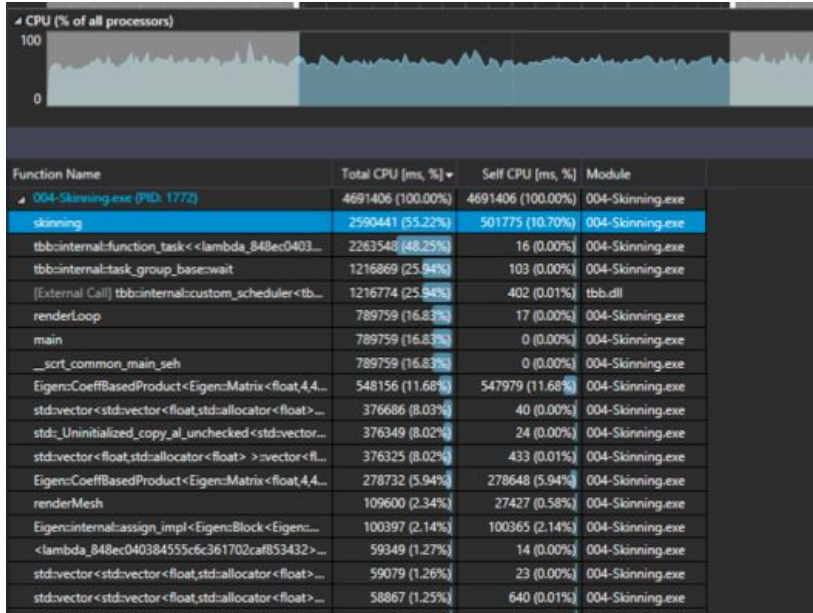 CPU (% of all processors)
100
0
Function Name Total CPU [ms, %] Self CPU [ms, %] Module
004-Skinning.exe (PID: 1772) 4691406 (100.00%) 4691406 (100.00%) 004-Skinning.exe
skinning 2590441 (55.22%) 501775 (10.70%) 004-Skinning.exe
tbb::internal::function_task<<lambda_848ec0403... 2263548 (48.25%) 16 (0.00%) 004-Skinning.exe
tbb::internal::task_group_base::wait 1216869 (25.94%) 103 (0.00%) 004-Skinning.exe
[External Call] tbb::internal::custom_scheduler<tb... 1216774 (25.94%) 402 (0.01%) tbb.dll
renderLoop 789759 (16.83%) 17 (0.00%) 004-Skinning.exe
main 789759 (16.83%) 0 (0.00%) 004-Skinning.exe
__scrt_common_main_seh 789759 (16.83%) 0 (0.00%) 004-Skinning.exe
Eigen::CoeffBasedProduct<Eigen::Matrix<float,4,4... 548156 (11.68%) 547979 (11.68%) 004-Skinning.exe
std::vector<std::vector<float,std::allocator<float>... 376686 (8.03%) 40 (0.00%) 004-Skinning.exe
std::_Uninitialized_copy_al_unchecked<std::vector... 376349 (8.02%) 24 (0.00%) 004-Skinning.exe
std::vector<float,std::allocator<float> >::vector<fl... 376325 (8.02%) 433 (0.01%) 004-Skinning.exe
Eigen::CoeffBasedProduct<Eigen::Matrix<float,4,4... 278732 (5.94%) 278648 (5.94%) 004-Skinning.exe
renderMesh 109600 (2.34%) 27427 (0.58%) 004-Skinning.exe
Eigen::internal::assign_impl<Eigen::Block<Eigen::... 100397 (2.14%) 100365 (2.14%) 004-Skinning.exe
<lambda_848ec040384555c6c361702caf853432>... 59349 (1.27%) 14 (0.00%) 004-Skinning.exe
std::vector<std::vector<float,std::allocator<float>... 59079 (1.26%) 23 (0.00%) 004-Skinning.exe
std::vector<std::vector<float,std::allocator<float>... 58867 (1.25%) 640 (0.01%) 004-Skinning.exe